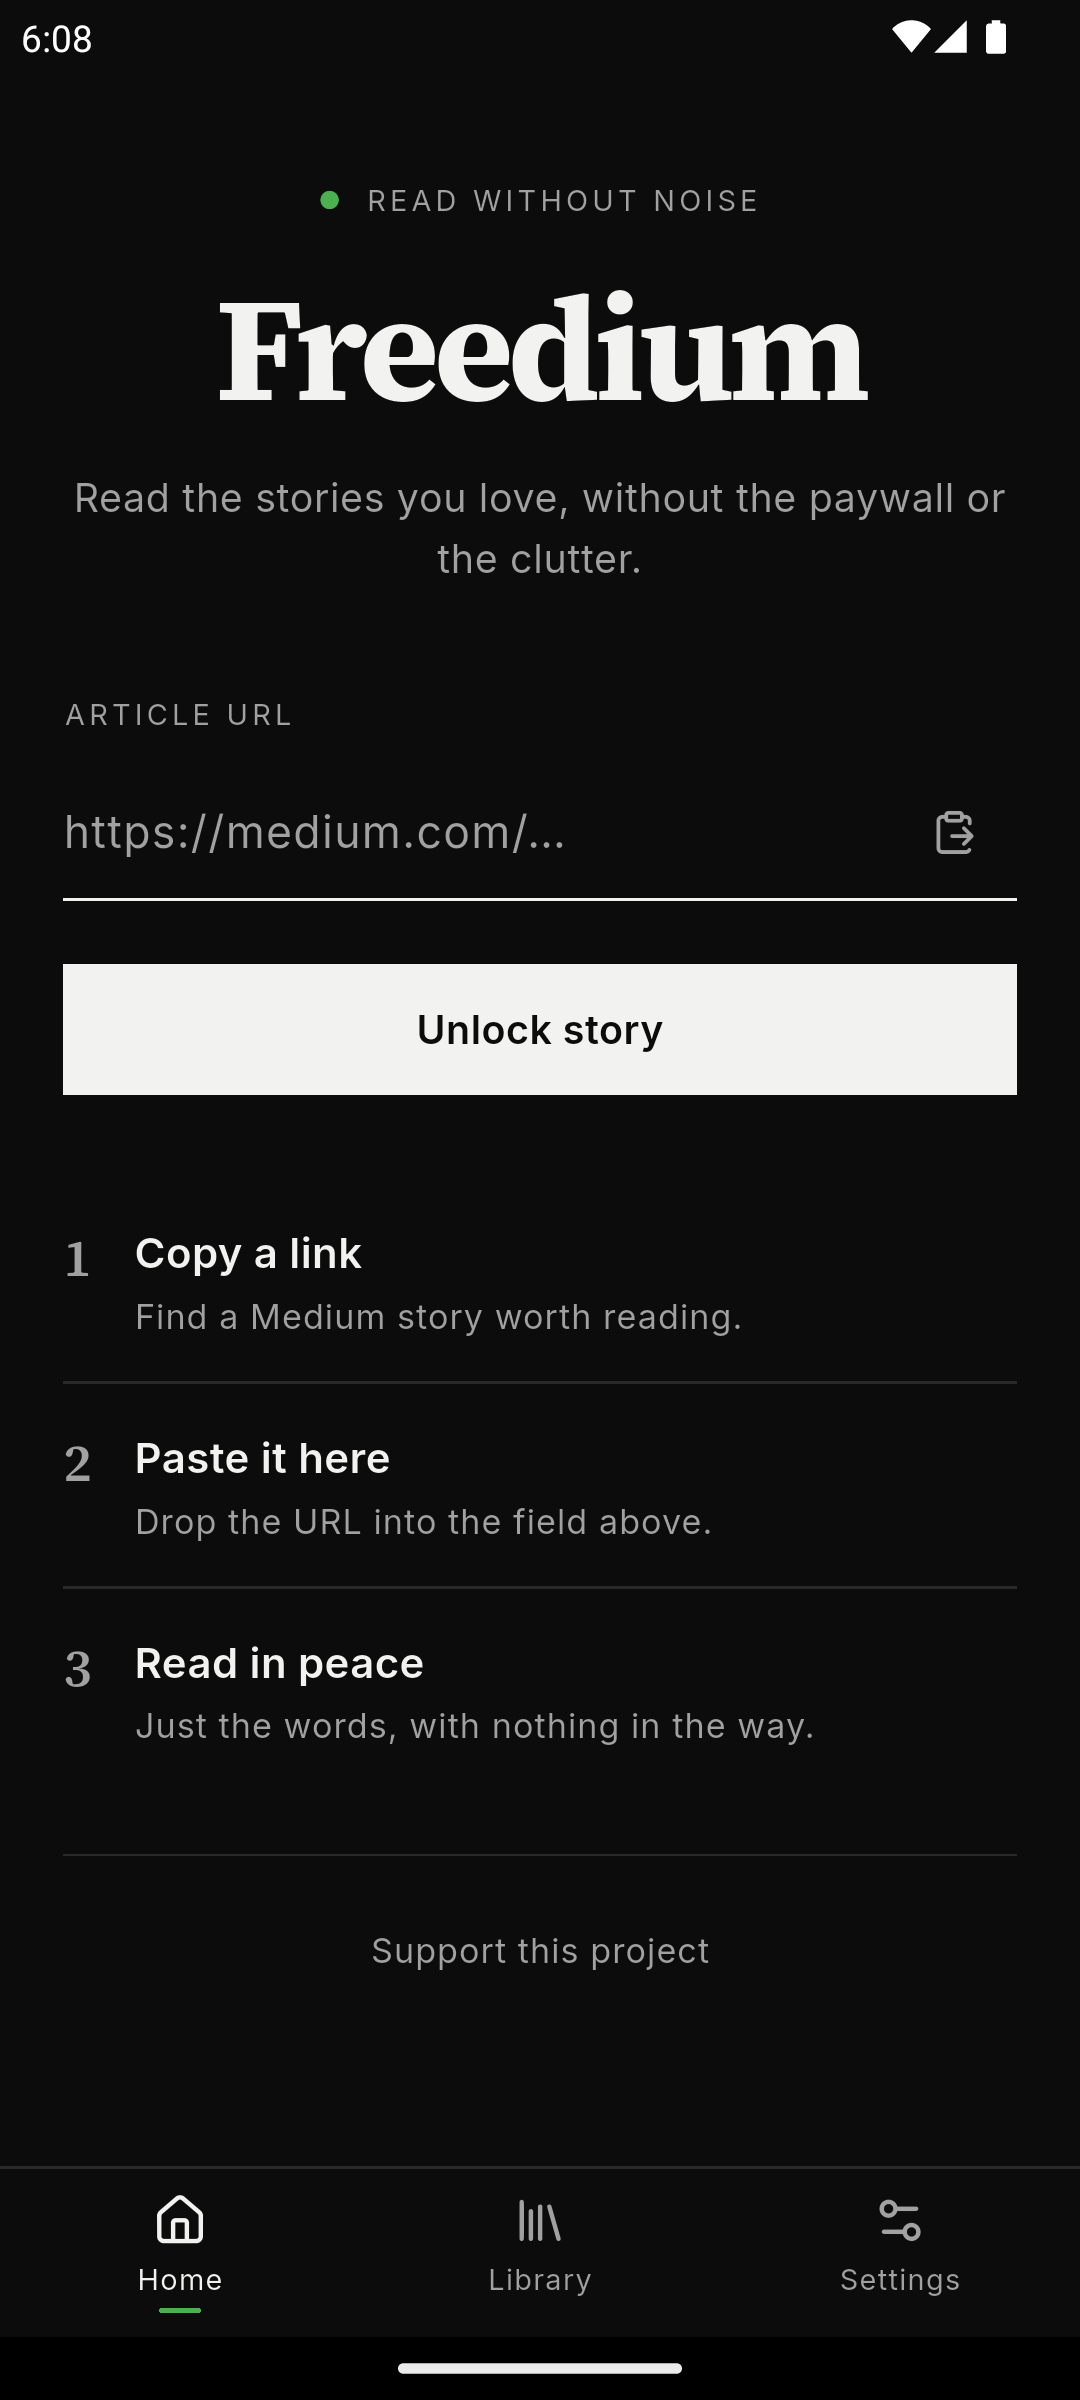 6:08
READ WITHOUT NOISE
Freedium
Read the stories you love, without the paywall or
the clutter.
ARTICLE URL
https://medium.com/...
Unlock story
1 Copy a link
Find a Medium story worth reading.
2 Paste it here
Drop the URL into the field above.
3 Read in peace
Just the words, with nothing in the way.
Support this project
Home Library Settings